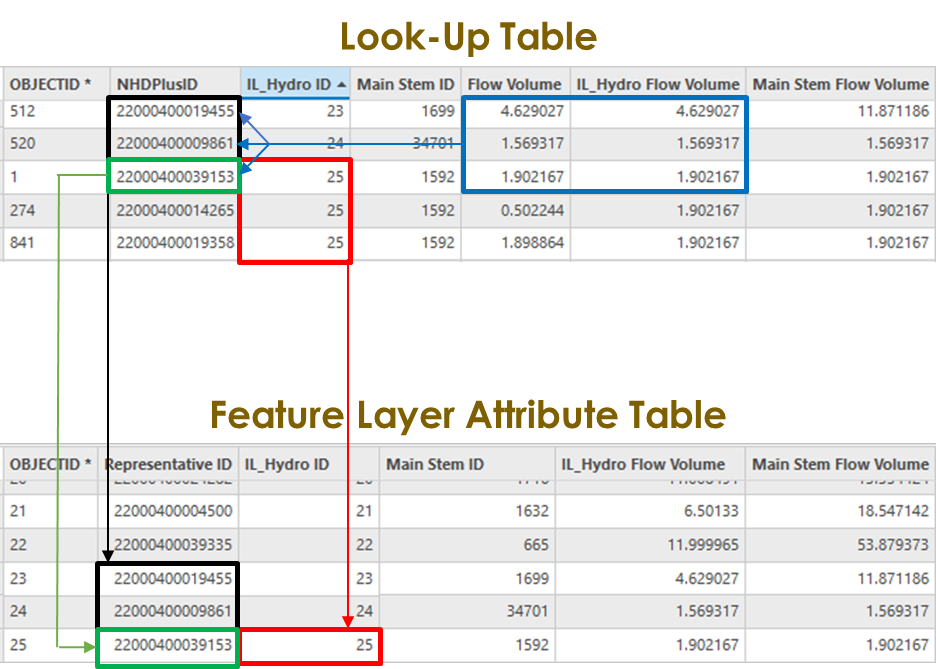 Look-Up Table
OBJECTID * NHDPlusID IL_Hydro ID Main Stem ID Flow Volume IL_Hydro Flow Volume Main Stem Flow Volume
512 22000400019455 23 1699 4.629027 4.629027 11.871186
520 22000400009861 24 34701 1.569317 1.569317 1.569317
1 22000400039153 25 1592 1.902167 1.902167 1.902167
274 22000400014265 25 1592 0.502244 1.902167 1.902167
841 22000400019358 25 1592 1.898864 1.902167 1.902167
Feature Layer Attribute Table
OBJECTID * Representative ID IL_Hydro ID Main Stem ID IL_Hydro Flow Volume Main Stem Flow Volume
21 22000400004500 21 1632 6.50133 18.547142
22 22000400039335 22 665 11.999965 53.879373
23 22000400019455 23 1699 4.629027 11.871186
24 22000400009861 24 34701 1.569317 1.569317
25 22000400039153 25 1592 1.902167 1.902167